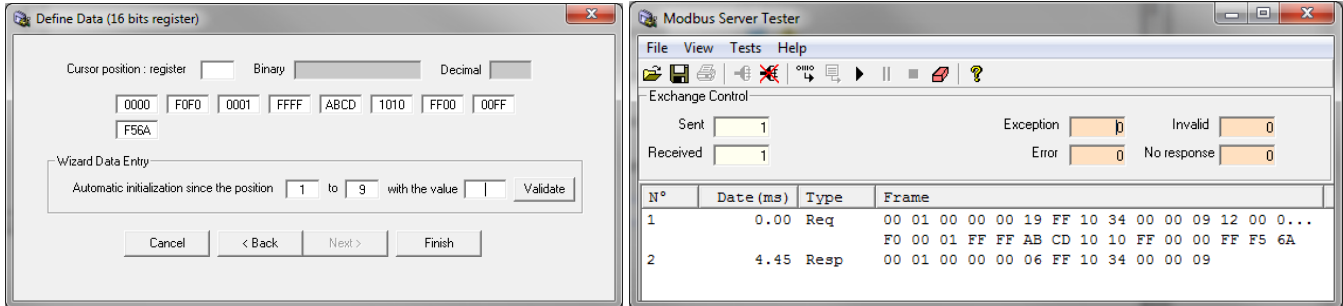 Define Data (16 bits register)
Cursor position : register Binary Decimal
0000 F0F0 0001 FFFF ABCD 1010 FF00 00FF
F56A
Wizard Data Entry
Automatic initialization since the position 1 to 9 with the value Validate
Cancel < Back Next > Finish
Modbus Server Tester
File View Tests Help
Exchange Control
Sent 1 Exception 0 Invalid 0
Received 1 Error 0 No response 0
N° Date(ms) Type Frame
1 0.00 Req 00 01 00 00 00 19 FF 10 34 00 00 09 12 00 0...
F0 00 01 FF FF AB CD 10 10 FF 00 00 FF F5 6A
2 4.45 Resp 00 01 00 00 00 06 FF 10 34 00 00 09